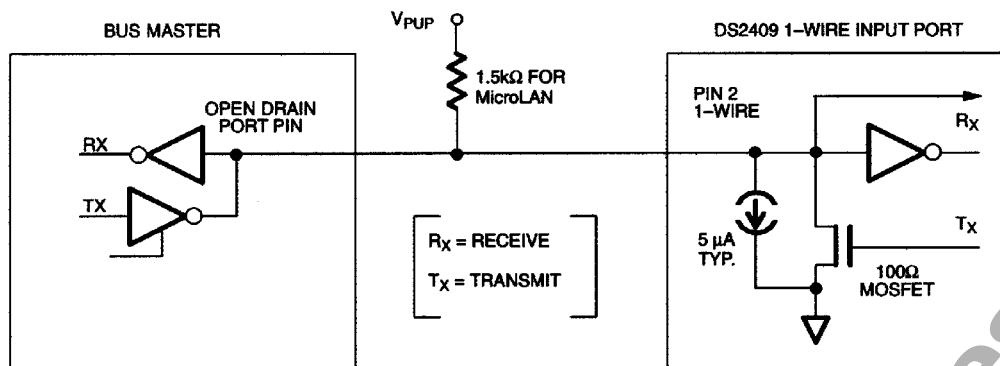 BUS MASTER
VPUP
DS2409 1–WIRE INPUT PORT
1.5kΩ FOR
MicroLAN
OPEN DRAIN
PORT PIN
PIN 2
1–WIRE
RX
RX
TX
RX = RECEIVE
TX = TRANSMIT
5 µA
TYP.
TX
100Ω
MOSFET